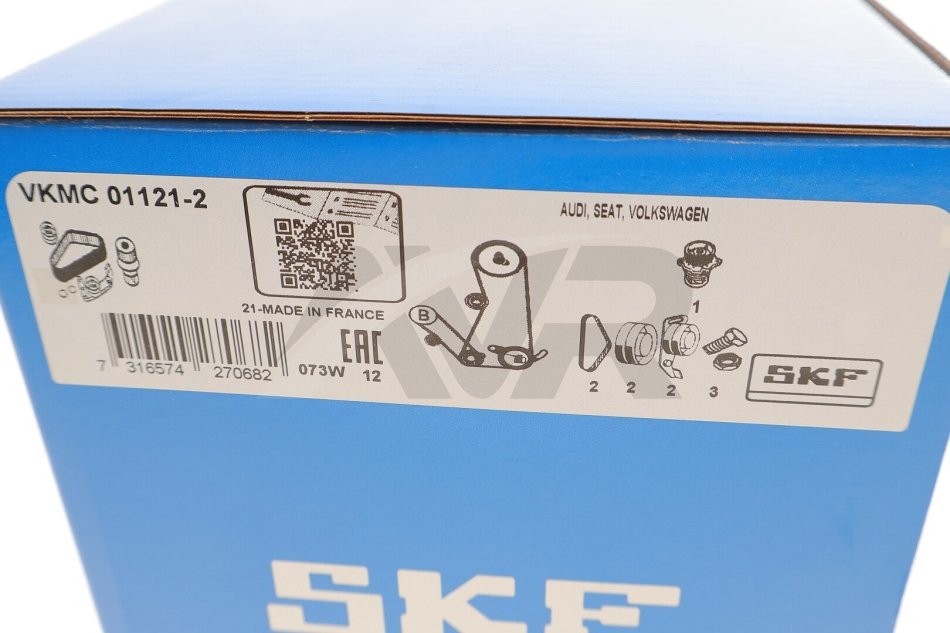 VKMC 01121-2
AUDI, SEAT, VOLKSWAGEN
21-MADE IN FRANCE
B
1
2 2 2 3
7 316574 270682
073W
EAC
12
SKF
SKF
AVR